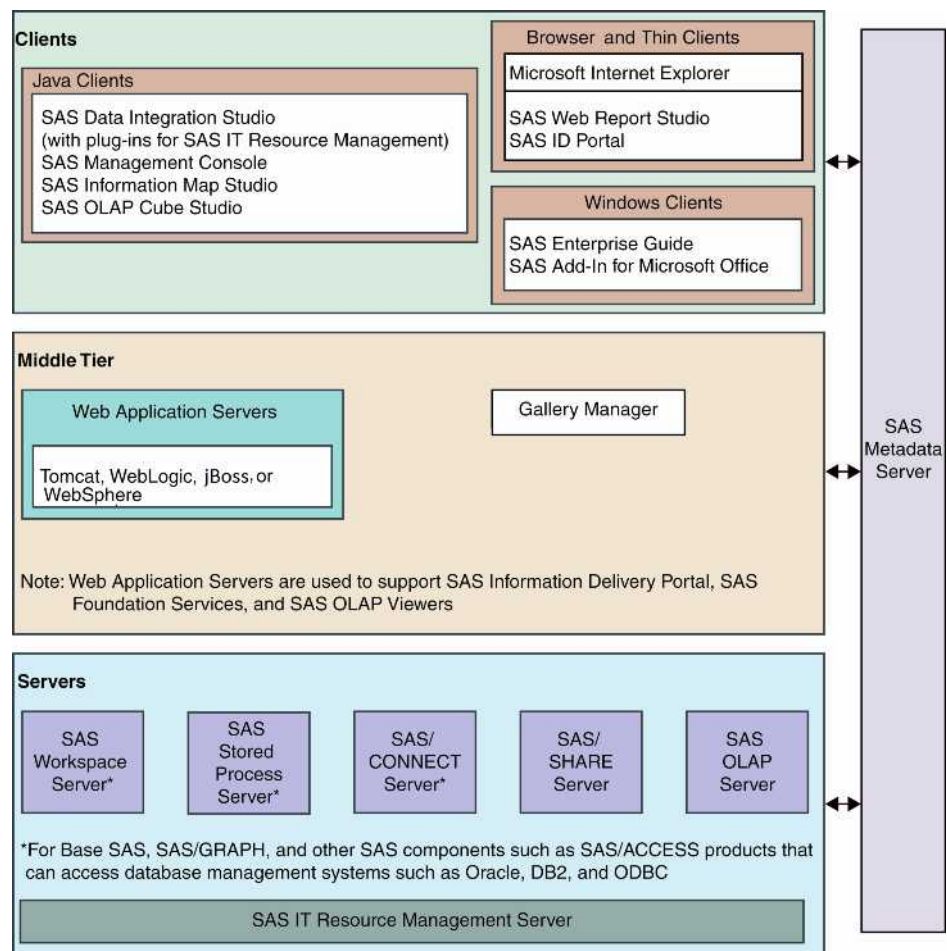 Clients
Java Clients
SAS Data Integration Studio
(with plug-ins for SAS IT Resource Management)
SAS Management Console
SAS Information Map Studio
SAS OLAP Cube Studio
Browser and Thin Clients
Microsoft Internet Explorer
SAS Web Report Studio
SAS ID Portal
Windows Clients
SAS Enterprise Guide
SAS Add-In for Microsoft Office
Middle Tier
Web Application Servers
Tomcat, WebLogic, jBoss, or
WebSphere
Gallery Manager
Note: Web Application Servers are used to support SAS Information Delivery Portal, SAS
Foundation Services, and SAS OLAP Viewers
Servers
SAS
Workspace
Server*
SAS
Stored
Process
Server*
SAS/
CONNECT
Server*
SAS/
SHARE
Server
SAS
OLAP
Server
*For Base SAS, SAS/GRAPH, and other SAS components such as SAS/ACCESS products that
can access database management systems such as Oracle, DB2, and ODBC
SAS IT Resource Management Server
SAS
Metadata
Server